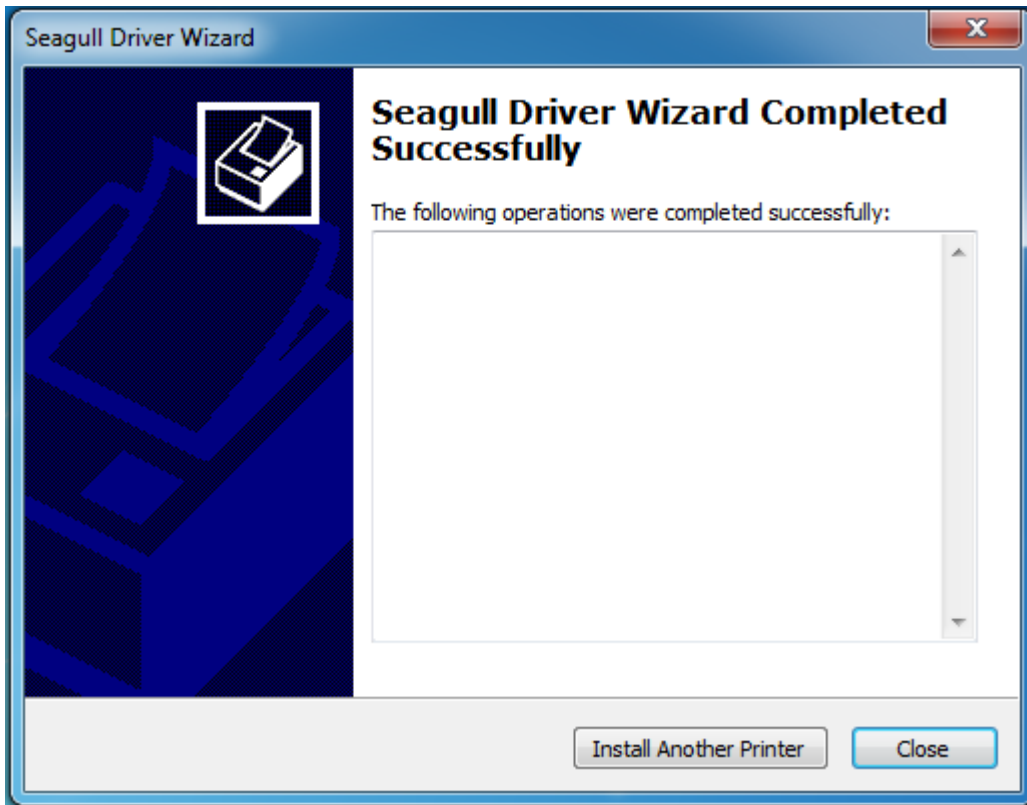 Seagull Driver Wizard
Seagull Driver Wizard Completed
Successfully
The following operations were completed successfully:
Install Another Printer
Close